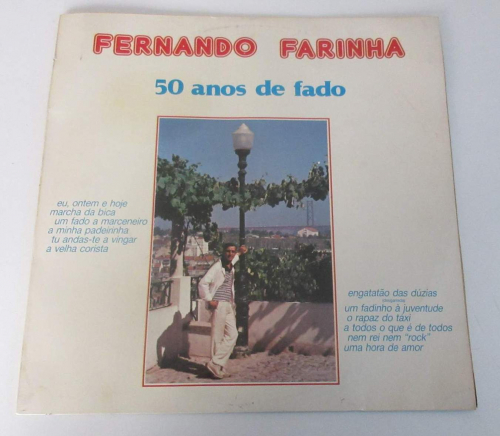 FERNANDO FARINHA
50 anos de fado
eu, ontem e hoje
marcha da bica
um fado a marceneiro
a minha padeirinha
tu andas-te a vingar
a velha corista
engatatão das dúzias
um fadinho à juventude
o rapaz do táxi
a todos o que é de todos
nem rei nem "rock"
uma hora de amor